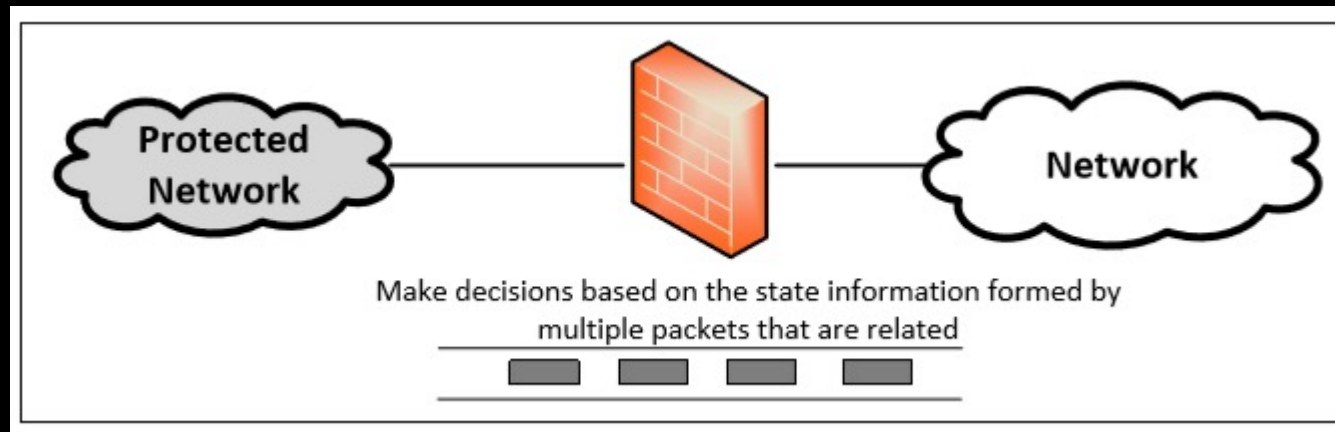 Protected
Network
Network
Make decisions based on the state information formed by
multiple packets that are related